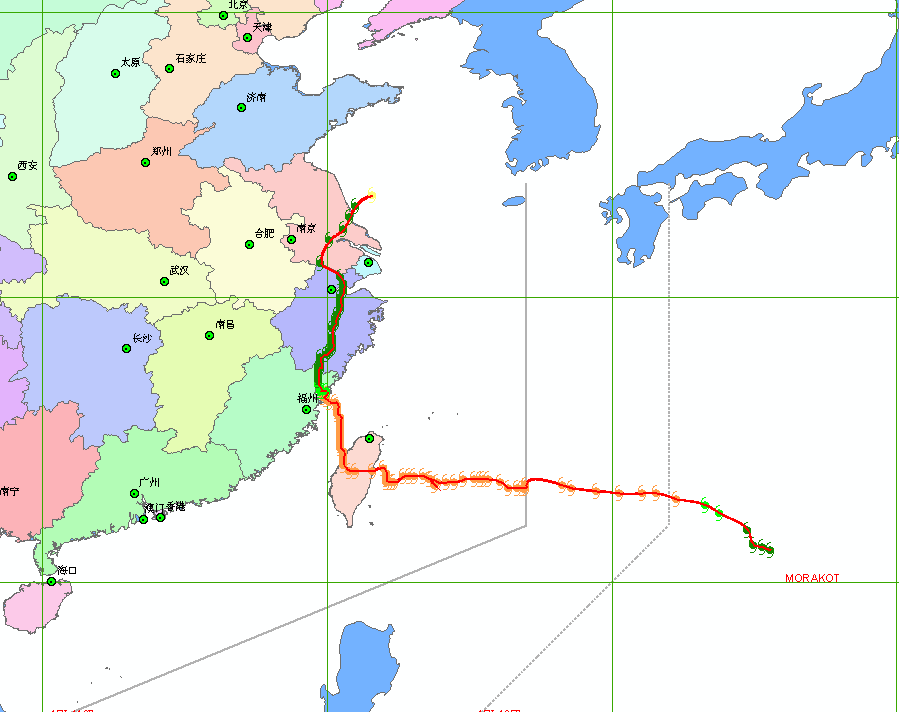 北京
天津
太原
石家庄
济南
郑州
西安
合肥
南京
武汉
南昌
长沙
福州
广州
澳门
香港
南宁
海口
MORAKOT